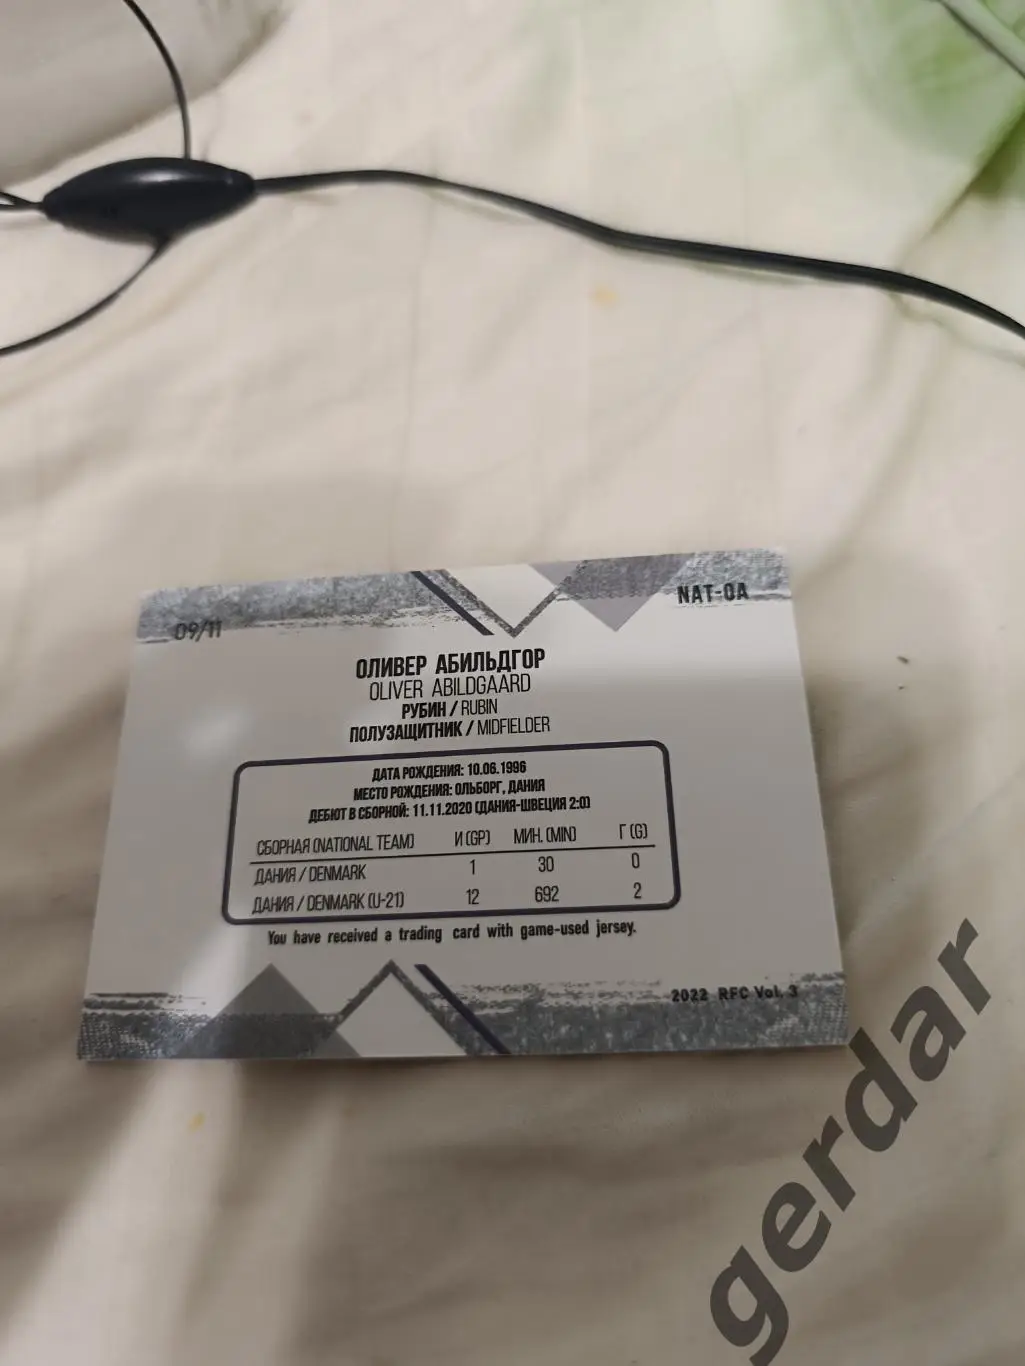 09/11
NAT-OA
ОЛИВЕР АБИЛЬДГОР
OLIVER ABILDGAARD
РУБИН / RUBIN
ПОЛУЗАЩИТНИК / MIDFIELDER
ДАТА РОЖДЕНИЯ: 10.06.1996
МЕСТО РОЖДЕНИЯ: ОЛЬБОРГ, ДАНИЯ
ДЕБЮТ В СБОРНОЙ: 11.11.2020 (ДАНИЯ-ШВЕЦИЯ 2:0)
СБОРНАЯ (NATIONAL TEAM) И (GP) МИН. (MIN) Г (G)
ДАНИЯ / DENMARK 1 30 0
ДАНИЯ / DENMARK (U-21) 12 692 2
You have received a trading card with game-used jersey.
2022 RFC Vol. 3
gerdar